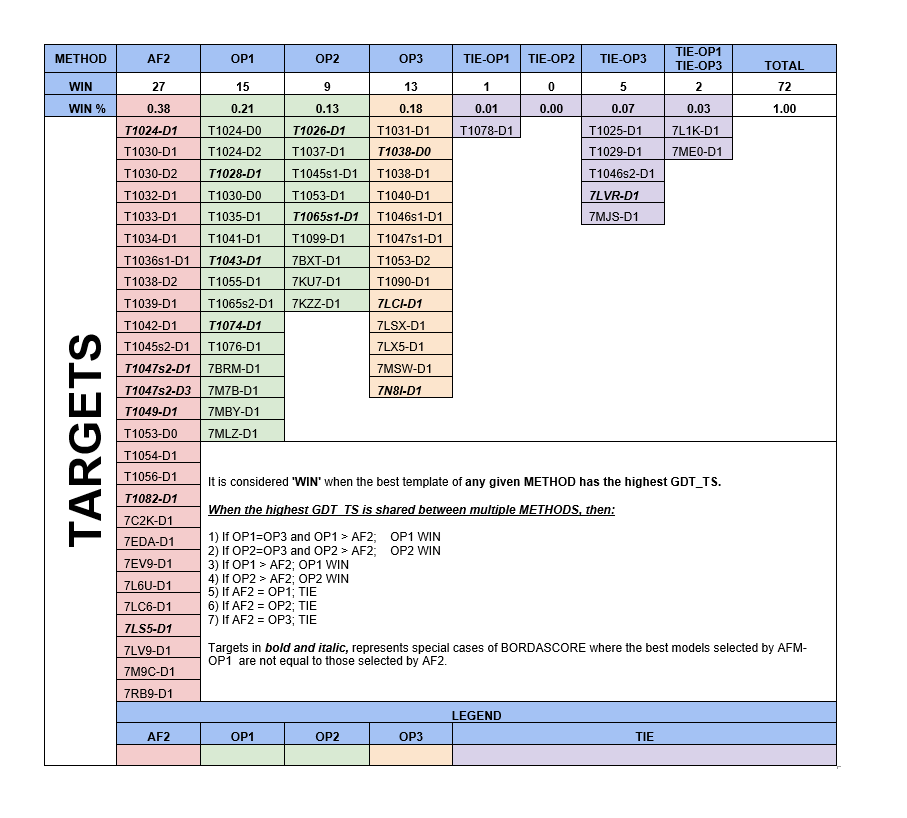 METHOD AF2 OP1 OP2 OP3 TIE-OP1 TIE-OP2 TIE-OP3 TIE-OP1 TIE-OP3 TOTAL
WIN 27 15 9 13 1 0 5 2 72
WIN % 0.38 0.21 0.13 0.18 0.01 0.00 0.07 0.03 1.00
TARGETS
T1024-D1 T1024-D0 T1026-D1 T1031-D1 T1078-D1 T1025-D1 7L1K-D1
T1030-D1 T1024-D2 T1037-D1 T1038-D0 T1029-D1 7ME0-D1
T1030-D2 T1028-D1 T1045s1-D1 T1038-D1 T1046s2-D1
T1032-D1 T1030-D0 T1053-D1 T1040-D1 7LVR-D1
T1033-D1 T1035-D1 T1065s1-D1 T1046s1-D1 7MJS-D1
T1034-D1 T1041-D1 T1099-D1 T1047s1-D1
T1036s1-D1 T1043-D1 7BXT-D1 T1053-D2
T1038-D2 T1055-D1 7KU7-D1 T1090-D1
T1039-D1 T1065s2-D1 7KZZ-D1 7LCI-D1
T1042-D1 T1074-D1 7LSX-D1
T1045s2-D1 T1076-D1 7LX5-D1
T1047s2-D1 7BRM-D1 7MSW-D1
T1047s2-D3 7M7B-D1 7N8I-D1
T1049-D1 7MBY-D1
T1053-D0 7MLZ-D1
T1054-D1
T1056-D1
T1082-D1
7C2K-D1
7EDA-D1
7EV9-D1
7L6U-D1
7LC6-D1
7LS5-D1
7LV9-D1
7M9C-D1
7RB9-D1
It is considered 'WIN' when the best template of any given METHOD has the highest GDT_TS.
When the highest GDT_TS is shared between multiple METHODS, then:
1) If OP1=OP3 and OP1 > AF2; OP1 WIN
2) If OP2=OP3 and OP2 > AF2; OP2 WIN
3) If OP1 > AF2; OP1 WIN
4) If OP2 > AF2; OP2 WIN
5) If AF2 = OP1; TIE
6) If AF2 = OP2; TIE
7) If AF2 = OP3; TIE
Targets in bold and italic, represents special cases of BORDASCORE where the best models selected by AFM-
OP1 are not equal to those selected by AF2.
LEGEND
AF2 OP1 OP2 OP3 TIE